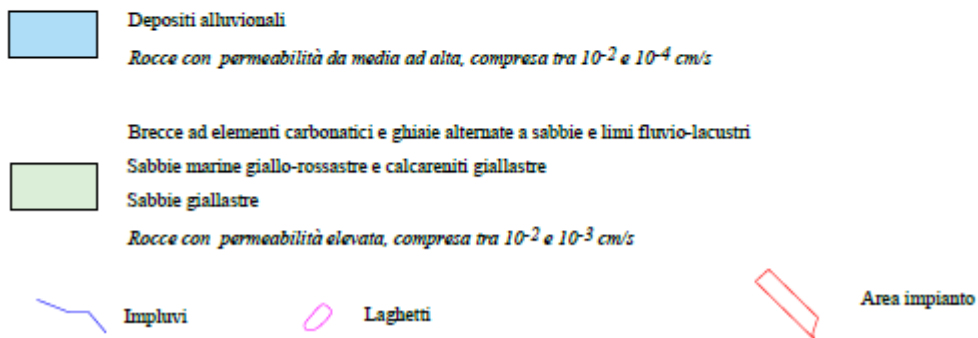 Depositi alluvionali
Rocce con permeabilità da media ad alta, compresa tra 10-2 e 10-4 cm/s
Brecce ad elementi carbonatici e ghiaie alternate a sabbie e limi fluvio-lacustri
Sabbie marine giallo-rossastre e calcareniti giallastre
Sabbie giallastre
Rocce con permeabilità elevata, compresa tra 10-2 e 10-3 cm/s
Impluvi
Laghetti
Area impianto